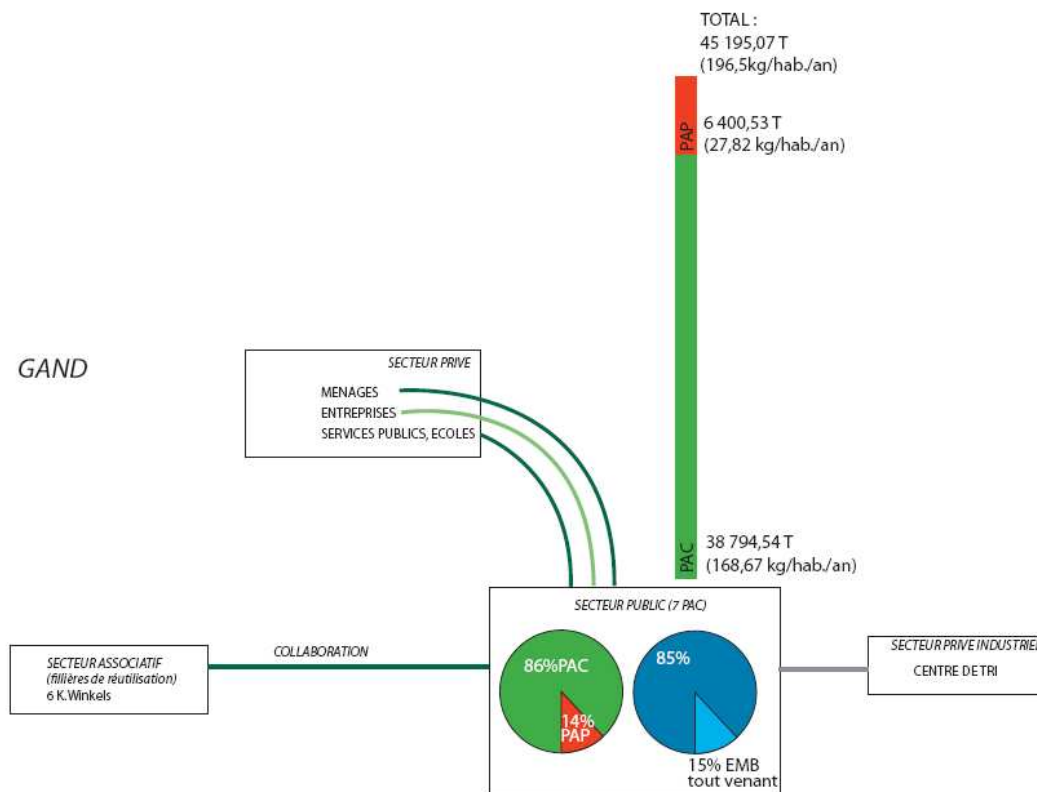 TOTAL :
45 195,07 T
(196,5kg/hab./an)
PAP
6 400,53 T
(27,82 kg/hab./an)
GAND
SECTEUR PRIVE
MENAGES
ENTREPRISES
SERVICES PUBLICS, ECOLES
PAC
38 794,54 T
(168,67 kg/hab./an)
SECTEUR PUBLIC (7 PAC)
SECTEUR ASSOCIATIF
(fillières de réutilisation)
6 K.Winkels
COLLABORATION
86%PAC
14%
PAP
85%
15% EMB
tout venant
SECTEUR PRIVE INDUSTRIEL
CENTRE DE TRI